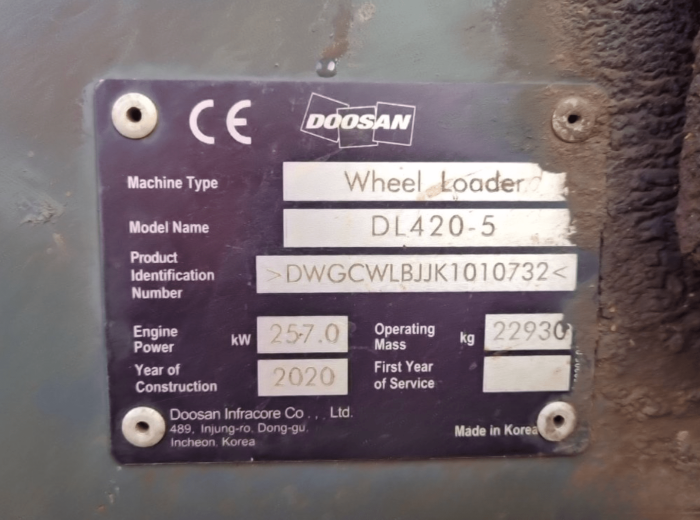 CE DOOSAN
Machine Type Wheel Loader
Model Name DL420-5
Product
Identification
Number >DWGCWLBJJK1010732<
Engine
Power kW 257.0 Operating
Mass kg 22930
Year of
Construction 2020 First Year
of Service
Doosan Infracore Co., Ltd.
489, Injung-ro. Dong-gu.
Incheon. Korea
Made in Korea